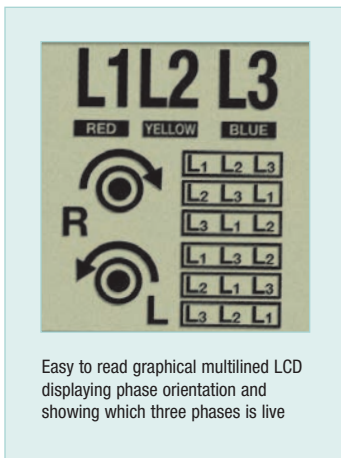 L1 L2 L3
RED YELLOW BLUE
L1 L2 L3
L2 L3 L1
R
L3 L1 L2
L1 L3 L2
L2 L1 L3
L
L3 L2 L1
Easy to read graphical multilined LCD
displaying phase orientation and
showing which three phases is live